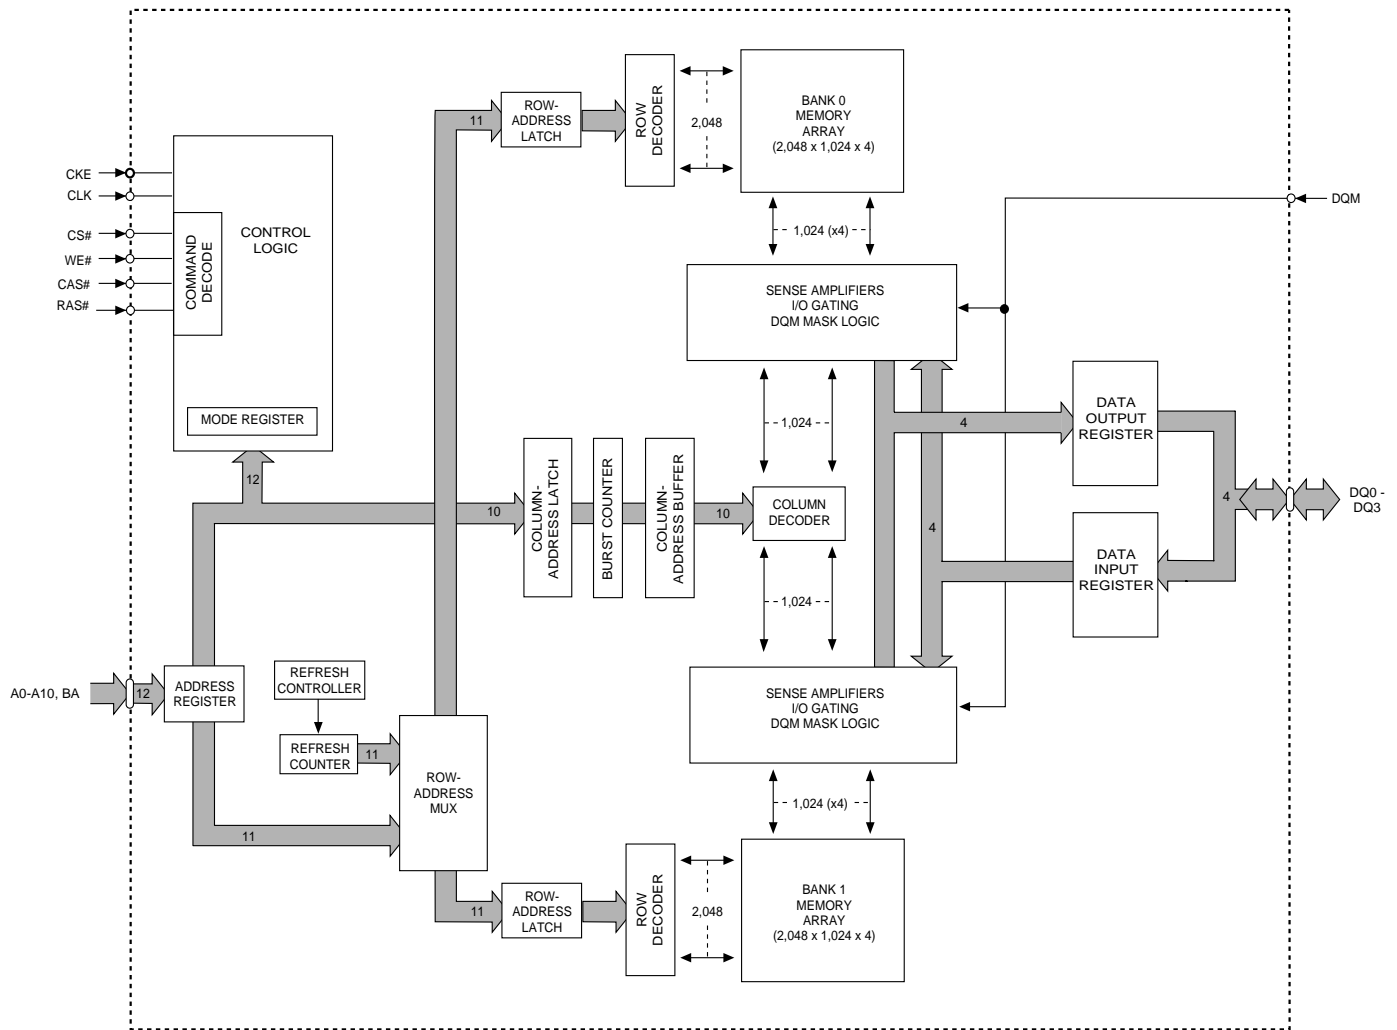 ROW-
ADDRESS
LATCH
11
ROW
DECODER
2,048
BANK 0
MEMORY
ARRAY
(2,048 x 1,024 x 4)
CKE
CLK
CS#
WE#
CAS#
RAS#
COMMAND
DECODE
CONTROL
LOGIC
MODE REGISTER
1,024 (x4)
DQM
SENSE AMPLIFIERS
I/O GATING
DQM MASK LOGIC
1,024
4
DATA
OUTPUT
REGISTER
12
10
COLUMN-
ADDRESS LATCH
BURST COUNTER
COLUMN-
ADDRESS BUFFER
10
COLUMN
DECODER
4
4
DQ0 -
DQ3
DATA
INPUT
REGISTER
1,024
A0-A10, BA
12
ADDRESS
REGISTER
REFRESH
CONTROLLER
REFRESH
COUNTER
11
ROW-
ADDRESS
MUX
11
SENSE AMPLIFIERS
I/O GATING
DQM MASK LOGIC
1,024 (x4)
11
ROW-
ADDRESS
LATCH
ROW
DECODER
2,048
BANK 1
MEMORY
ARRAY
(2,048 x 1,024 x 4)